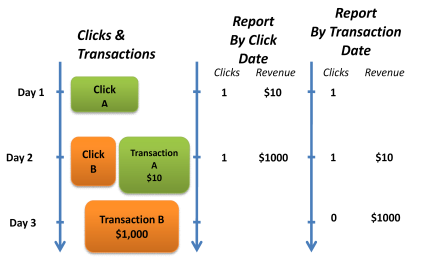 Clicks &
Transactions
Report
By Click
Date
Report
By Transaction
Date
Clicks Revenue
Clicks Revenue
Day 1
Click
A
1 $10
1
Day 2
Click
B
Transaction
A
$10
1 $1000
1 $10
Day 3
Transaction B
$1,000
0 $1000